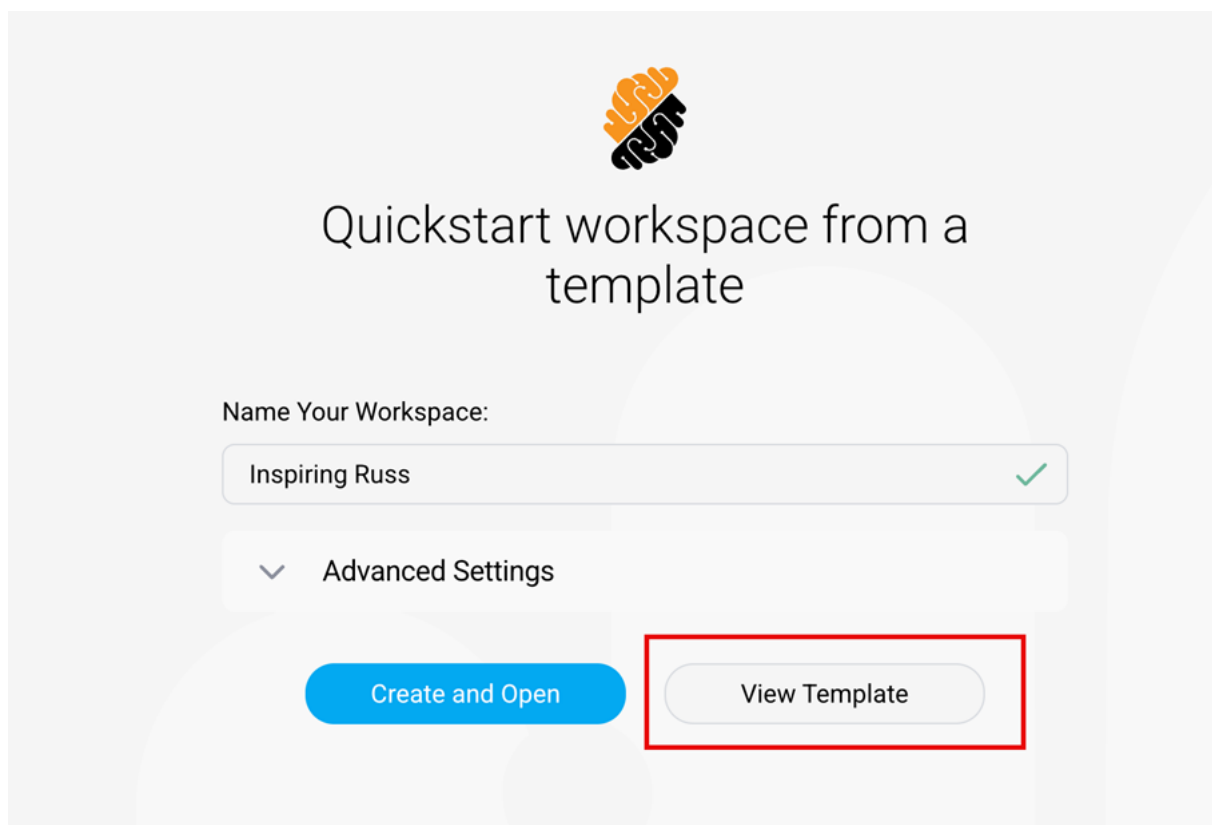 Quickstart workspace from a
template
Name Your Workspace:
Inspiring Russ
Advanced Settings
Create and Open
View Template